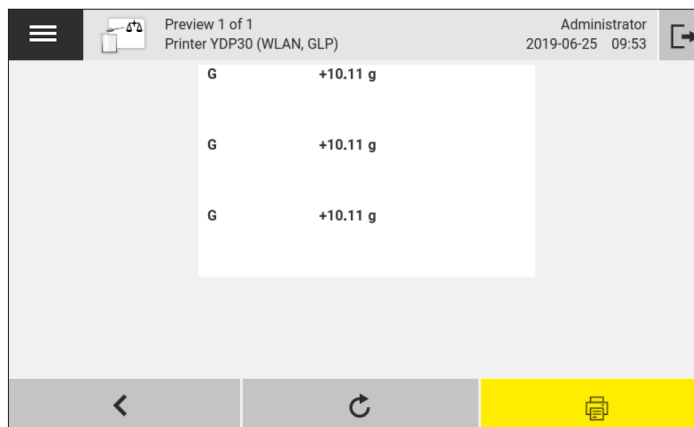 Preview 1 of 1
Printer YDP30 (WLAN, GLP)
Administrator
2019-06-25 09:53
G +10.11 g
G +10.11 g
G +10.11 g